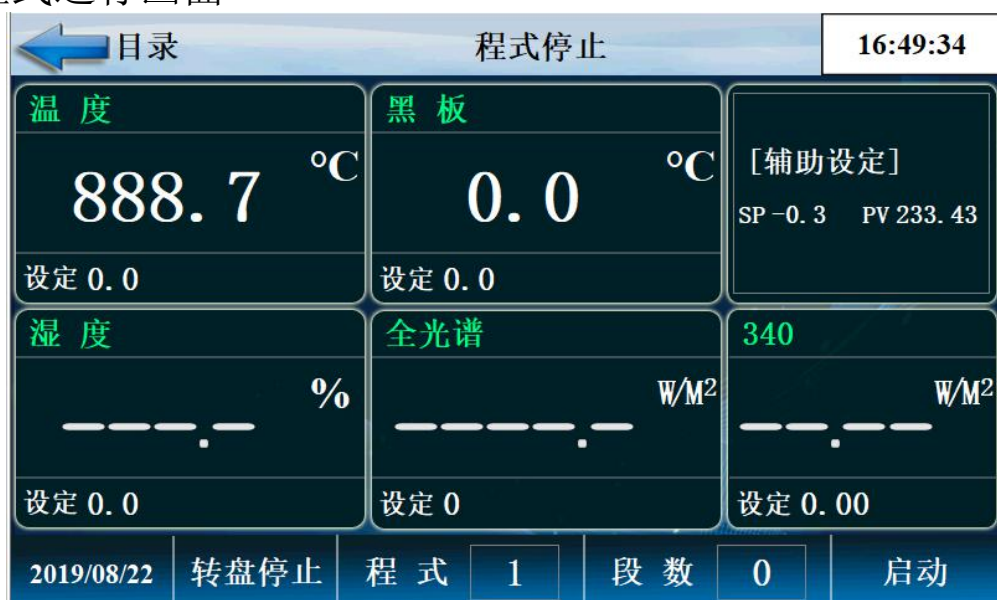 目录
程式停止
16:49:34
温 度
℃
888.7
设定 0.0
黑 板
℃
0.0
设定 0.0
[辅助设定]
SP -0.3 PV 233.43
湿 度
%
----.-
设定 0.0
全光谱
W/M²
----.-
设定 0
340
W/M²
--.--
设定 0.00
2019/08/22
转盘停止
程 式 1
段 数 0
启动